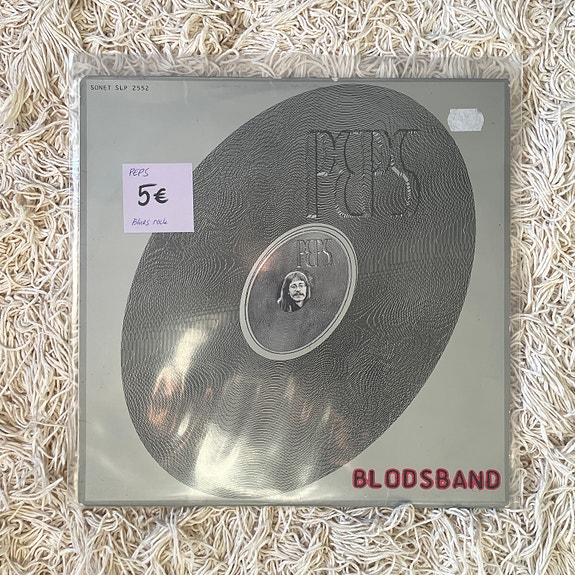 SONET SLP 2552
PEPS
PEPS
5€
Blues rock
PEPS
BLODSBAND